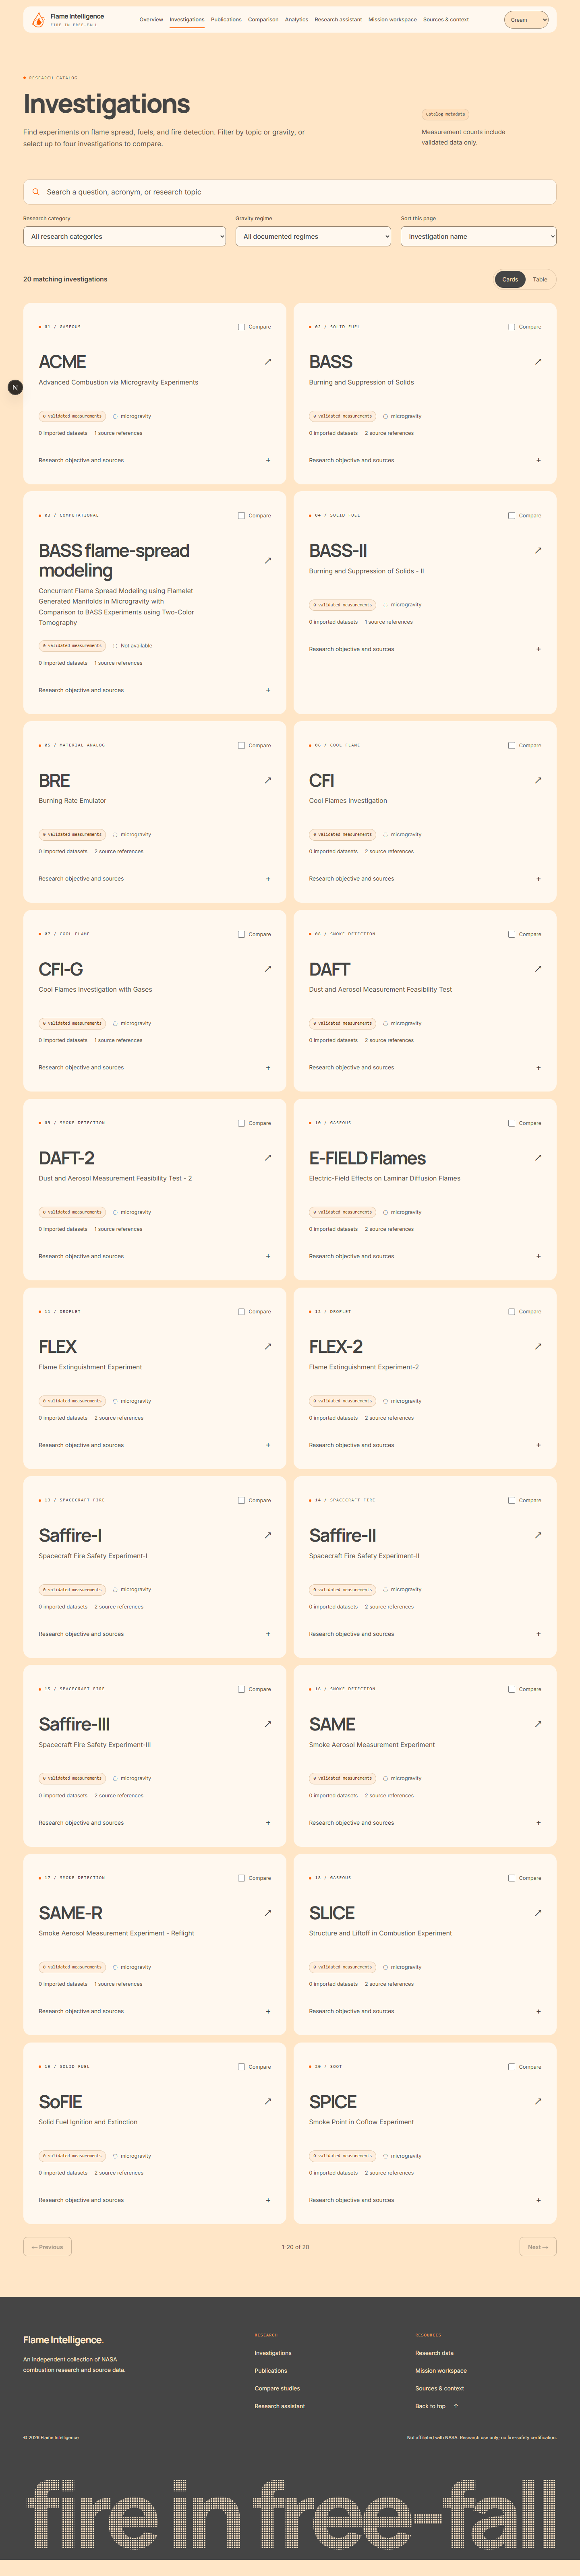 Flame Intelligence
FIRE IN FREE-FALL
Overview
Investigations
Publications
Comparison
Analytics
Research assistant
Mission workspace
Sources & context
Cream
RESEARCH CATALOG
Investigations
Find experiments on flame spread, fuels, and fire detection. Filter by topic or gravity, or
select up to four investigations to compare.
Catalog metadata
Measurement counts include
validated data only.
Search a question, acronym, or research topic
Research category
Gravity regime
Sort this page
All research categories
All documented regimes
Investigation name
20 matching investigations
Cards
Table
01 / GASEOUS
Compare
ACME
↗
Advanced Combustion via Microgravity Experiments
0 validated measurements
microgravity
0 imported datasets 1 source references
Research objective and sources +
02 / SOLID FUEL
Compare
BASS
↗
Burning and Suppression of Solids
0 validated measurements
microgravity
0 imported datasets 2 source references
Research objective and sources +
N
03 / COMPUTATIONAL
Compare
BASS flame-spread
modeling
↗
Concurrent Flame Spread Modeling using Flamelet
Generated Manifolds in Microgravity with
Comparison to BASS Experiments using Two-Color
Tomography
0 validated measurements
Not available
0 imported datasets 1 source references
Research objective and sources +
04 / SOLID FUEL
Compare
BASS-II
↗
Burning and Suppression of Solids - II
0 validated measurements
microgravity
0 imported datasets 1 source references
Research objective and sources +
05 / MATERIAL ANALOG
Compare
BRE
↗
Burning Rate Emulator
0 validated measurements
microgravity
0 imported datasets 2 source references
Research objective and sources +
06 / COOL FLAME
Compare
CFI
↗
Cool Flames Investigation
0 validated measurements
microgravity
0 imported datasets 2 source references
Research objective and sources +
07 / COOL FLAME
Compare
CFI-G
↗
Cool Flames Investigation with Gases
0 validated measurements
microgravity
0 imported datasets 1 source references
Research objective and sources +
08 / SMOKE DETECTION
Compare
DAFT
↗
Dust and Aerosol Measurement Feasibility Test
0 validated measurements
microgravity
0 imported datasets 2 source references
Research objective and sources +
09 / SMOKE DETECTION
Compare
DAFT-2
↗
Dust and Aerosol Measurement Feasibility Test - 2
0 validated measurements
microgravity
0 imported datasets 1 source references
Research objective and sources +
10 / GASEOUS
Compare
E-FIELD Flames
↗
Electric-Field Effects on Laminar Diffusion Flames
0 validated measurements
microgravity
0 imported datasets 2 source references
Research objective and sources +
11 / DROPLET
Compare
FLEX
↗
Flame Extinguishment Experiment
0 validated measurements
microgravity
0 imported datasets 2 source references
Research objective and sources +
12 / DROPLET
Compare
FLEX-2
↗
Flame Extinguishment Experiment-2
0 validated measurements
microgravity
0 imported datasets 2 source references
Research objective and sources +
13 / SPACECRAFT FIRE
Compare
Saffire-I
↗
Spacecraft Fire Safety Experiment-I
0 validated measurements
microgravity
0 imported datasets 2 source references
Research objective and sources +
14 / SPACECRAFT FIRE
Compare
Saffire-II
↗
Spacecraft Fire Safety Experiment-II
0 validated measurements
microgravity
0 imported datasets 2 source references
Research objective and sources +
15 / SPACECRAFT FIRE
Compare
Saffire-III
↗
Spacecraft Fire Safety Experiment-III
0 validated measurements
microgravity
0 imported datasets 2 source references
Research objective and sources +
16 / SMOKE DETECTION
Compare
SAME
↗
Smoke Aerosol Measurement Experiment
0 validated measurements
microgravity
0 imported datasets 2 source references
Research objective and sources +
17 / SMOKE DETECTION
Compare
SAME-R
↗
Smoke Aerosol Measurement Experiment - Reflight
0 validated measurements
microgravity
0 imported datasets 1 source references
Research objective and sources +
18 / GASEOUS
Compare
SLICE
↗
Structure and Liftoff in Combustion Experiment
0 validated measurements
microgravity
0 imported datasets 2 source references
Research objective and sources +
19 / SOLID FUEL
Compare
SoFIE
↗
Solid Fuel Ignition and Extinction
0 validated measurements
microgravity
0 imported datasets 2 source references
Research objective and sources +
20 / SOOT
Compare
SPICE
↗
Smoke Point in Coflow Experiment
0 validated measurements
microgravity
0 imported datasets 2 source references
Research objective and sources +
← Previous
1-20 of 20
Next →
Flame Intelligence.
An independent collection of NASA
combustion research and source data.
RESEARCH
Investigations
Publications
Compare studies
Research assistant
RESOURCES
Research data
Mission workspace
Sources & context
Back to top ↑
© 2026 Flame Intelligence
Not affiliated with NASA. Research use only; no fire-safety certification.
fire in free-fall